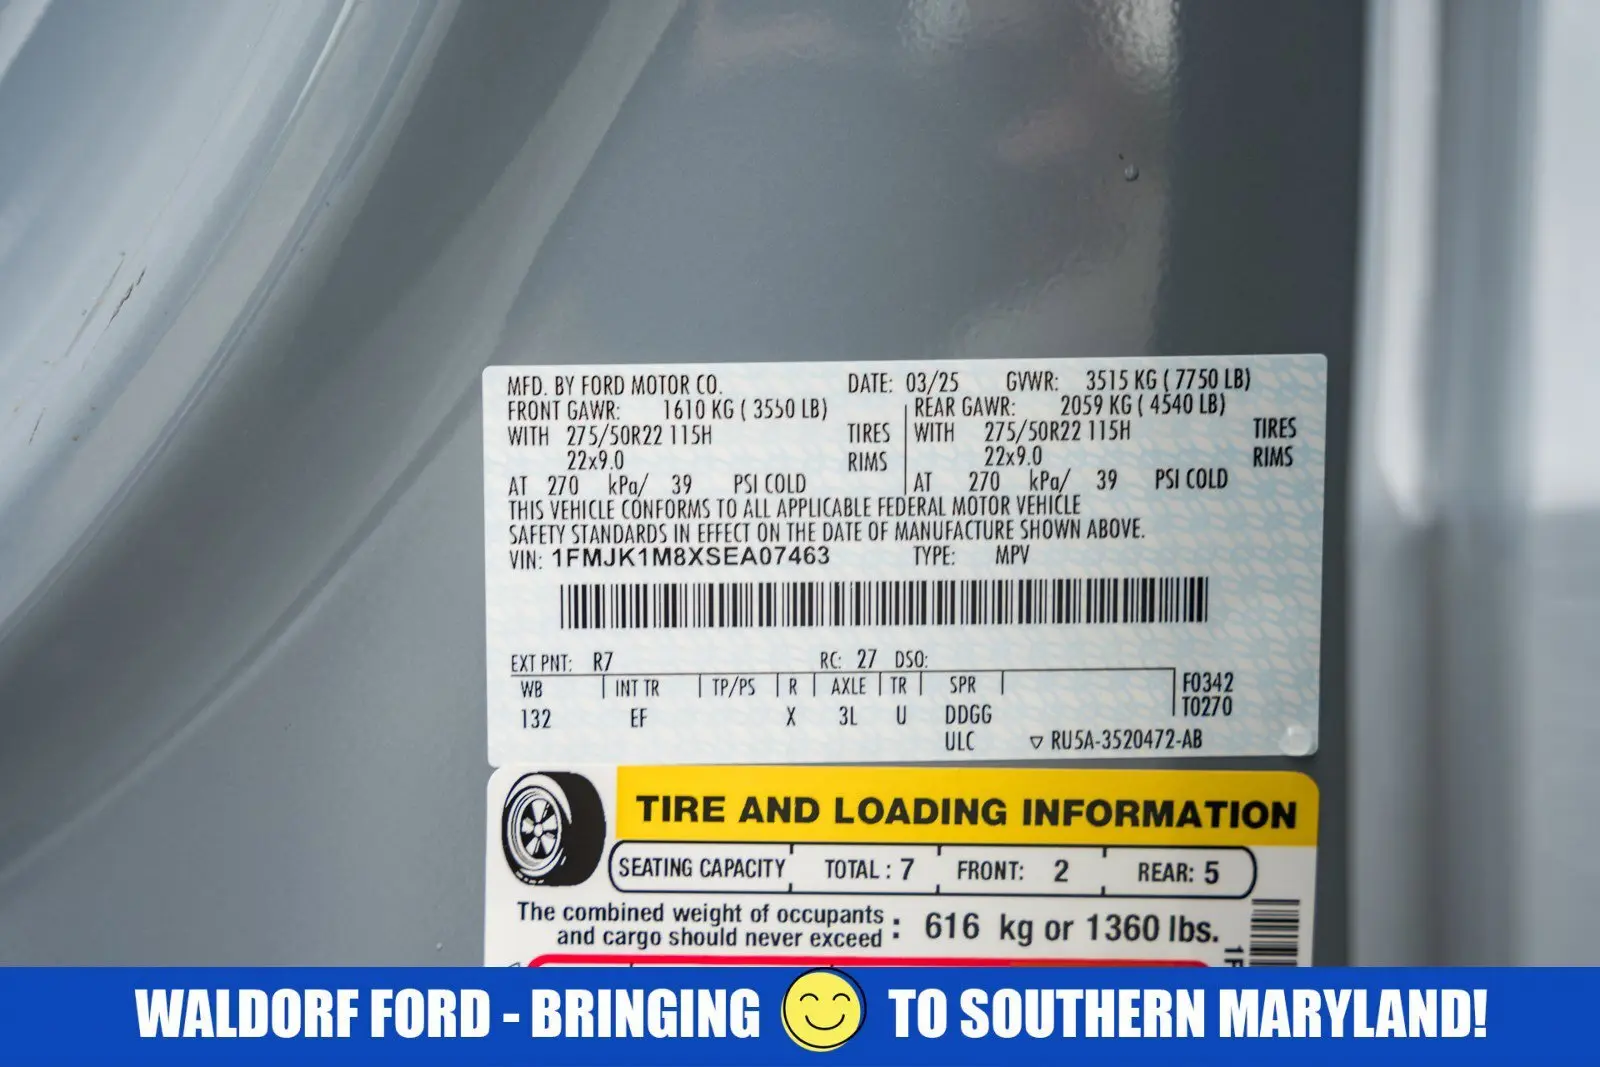 MFD. BY FORD MOTOR CO. DATE: 03/25 GVWR: 3515 KG ( 7750 LB)
FRONT GAWR: 1610 KG ( 3550 LB) REAR GAWR: 2059 KG ( 4540 LB)
WITH 275/50R22 115H TIRES WITH 275/50R22 115H TIRES
22x9.0 RIMS 22x9.0 RIMS
AT 270 kPa/ 39 PSI COLD AT 270 kPa/ 39 PSI COLD
THIS VEHICLE CONFORMS TO ALL APPLICABLE FEDERAL MOTOR VEHICLE
SAFETY STANDARDS IN EFFECT ON THE DATE OF MANUFACTURE SHOWN ABOVE.
VIN: 1FMJK1M8XSEA07463 TYPE: MPV
EXT PNT: R7 RC: 27 DSO:
WB INT TR TP/PS R AXLE TR SPR F0342
132 EF X 3L U DDGG T0270
ULC ▽ RU5A-3520472-AB
TIRE AND LOADING INFORMATION
SEATING CAPACITY TOTAL : 7 FRONT: 2 REAR: 5
The combined weight of occupants
and cargo should never exceed : 616 kg or 1360 lbs.
WALDORF FORD - BRINGING TO SOUTHERN MARYLAND!